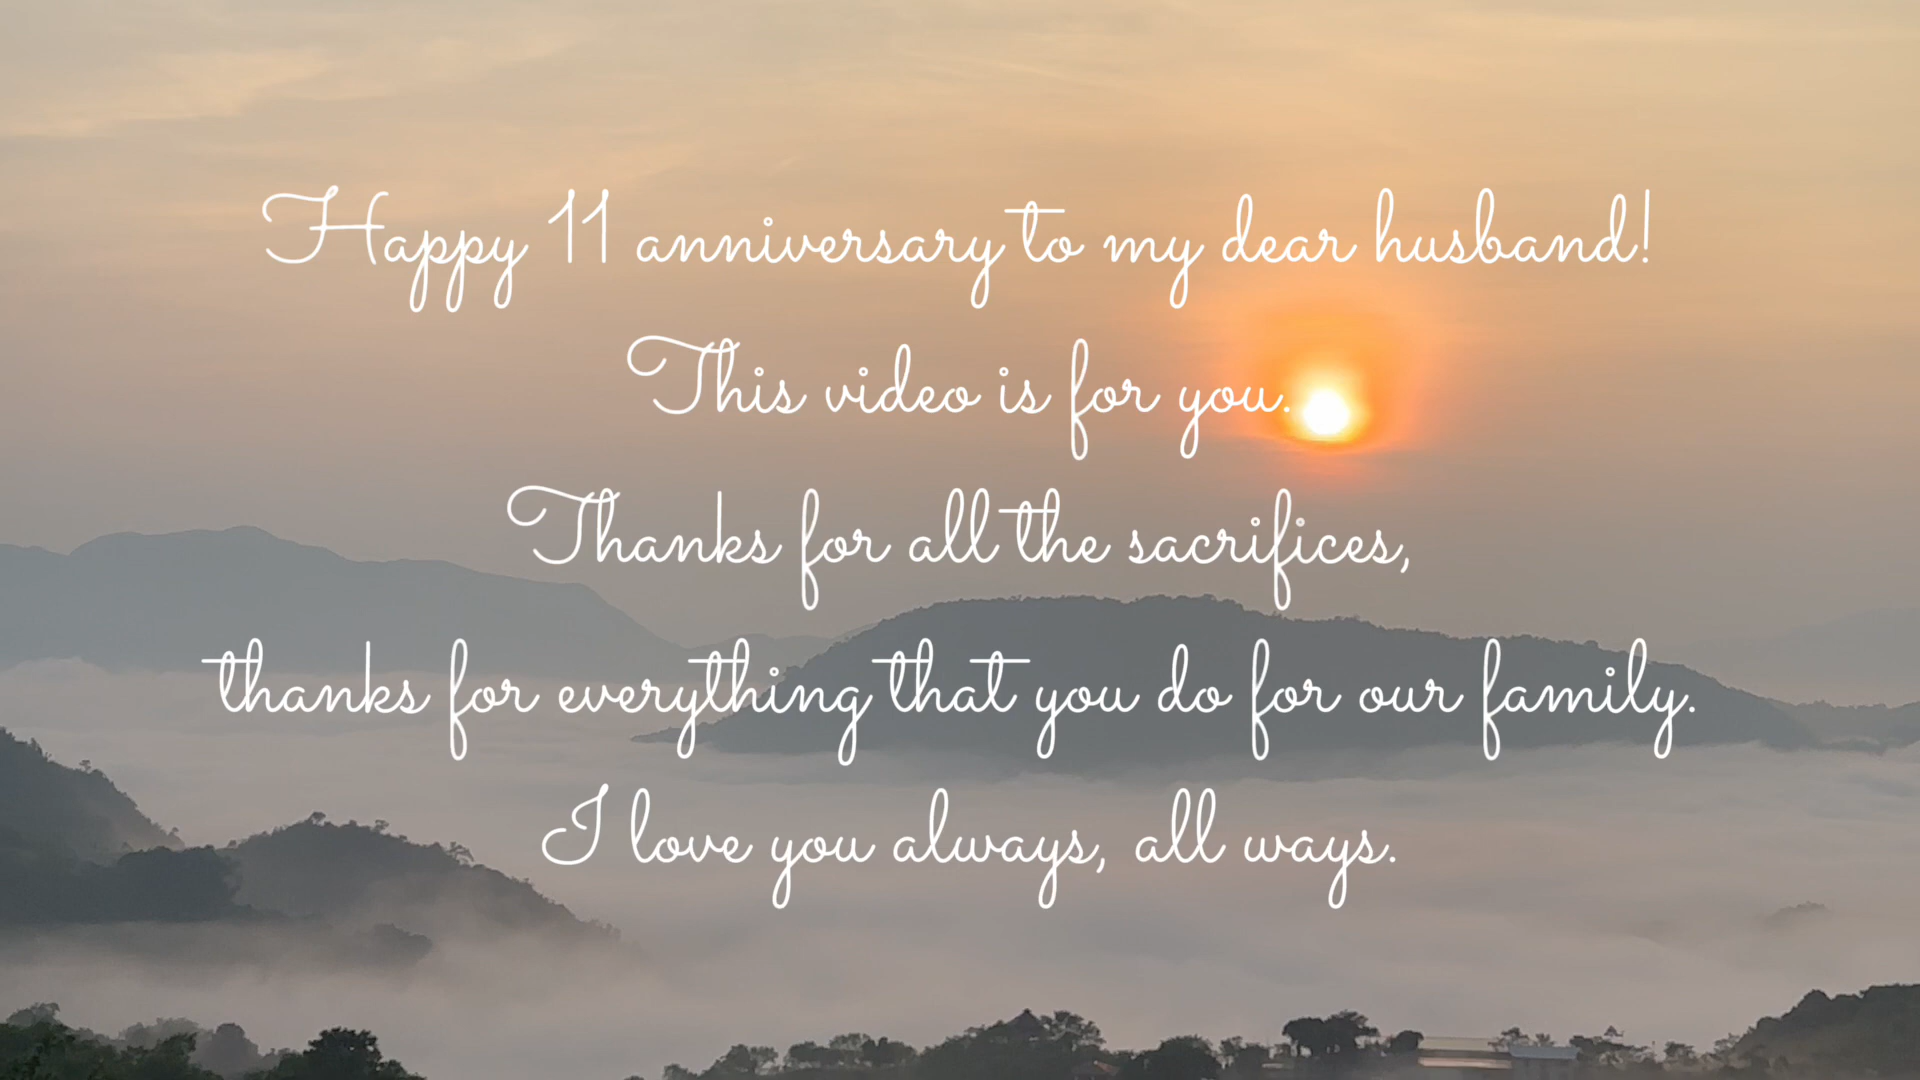 Happy 11 anniversary to my dear husband!
This video is for you.
Thanks for all the sacrifices,
thanks for everything that you do for our family.
I love you always, all ways.